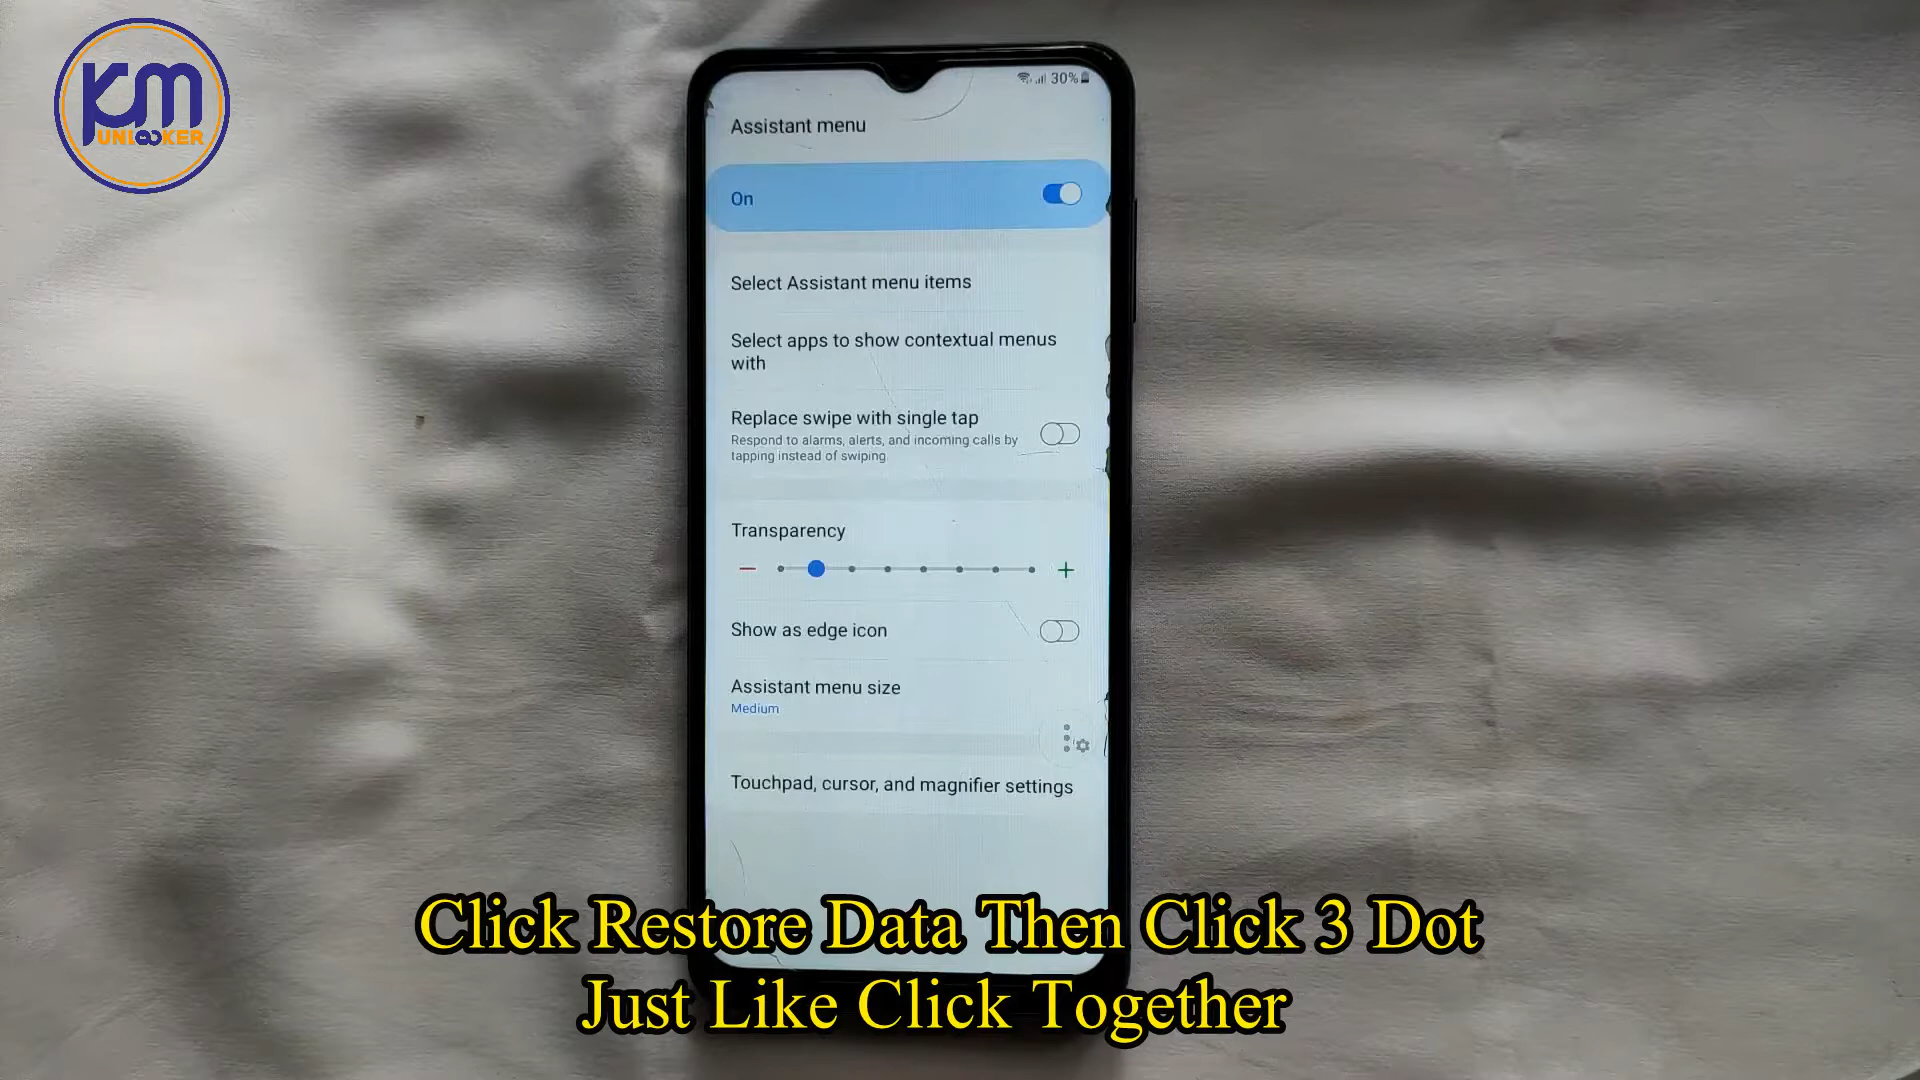 KM
UNLOCKER
30%
Assistant menu
On
Select Assistant menu items
Select apps to show contextual menus
with
Replace swipe with single tap
Respond to alarms, alerts, and incoming calls by
tapping instead of swiping.
Transparency
Show as edge icon
Assistant menu size
Medium
Touchpad, cursor, and magnifier settings
Click Restore Data Then Click 3 Dot
Just Like Click Together